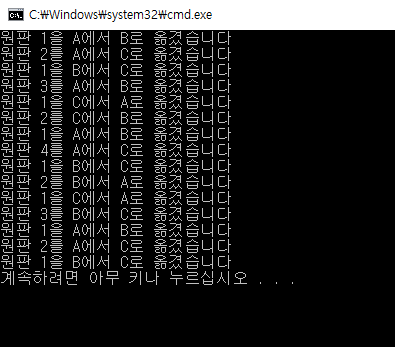 C:₩Windows₩system32₩cmd.exe
원판 1을 A에서 B로 옮겼습니다
원판 2를 A에서 C로 옮겼습니다
원판 1을 B에서 C로 옮겼습니다
원판 3를 A에서 B로 옮겼습니다
원판 1을 C에서 A로 옮겼습니다
원판 2를 C에서 B로 옮겼습니다
원판 1을 A에서 B로 옮겼습니다
원판 4를 A에서 C로 옮겼습니다
원판 1을 B에서 C로 옮겼습니다
원판 2를 B에서 A로 옮겼습니다
원판 1을 C에서 A로 옮겼습니다
원판 3를 B에서 C로 옮겼습니다
원판 1을 A에서 B로 옮겼습니다
원판 2를 A에서 C로 옮겼습니다
원판 1을 B에서 C로 옮겼습니다
계속하려면 아무 키나 누르십시오 . . .